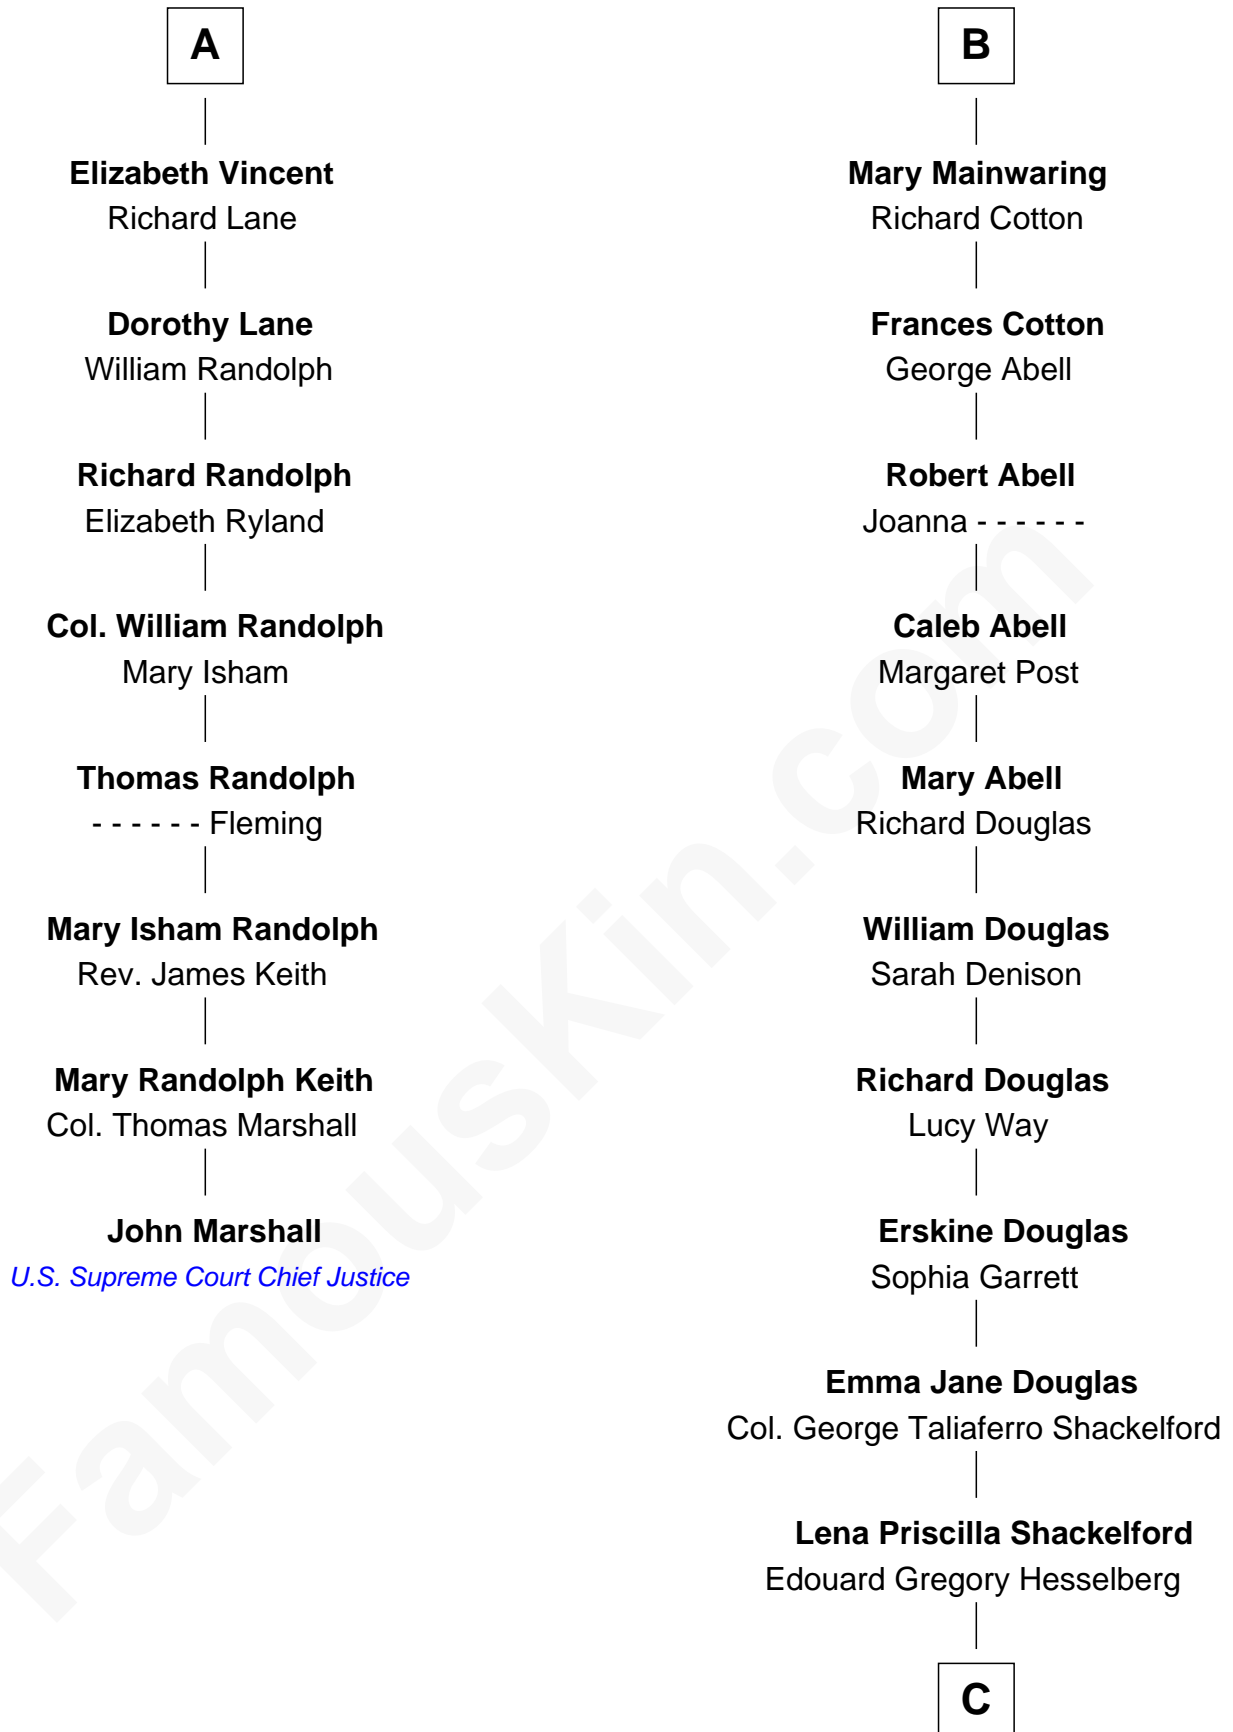 A
Elizabeth Vincent
Richard Lane
Dorothy Lane
William Randolph
Richard Randolph
Elizabeth Ryland
Col. William Randolph
Mary Isham
Thomas Randolph
- - - - - - Fleming
Mary Isham Randolph
Rev. James Keith
Mary Randolph Keith
Col. Thomas Marshall
John Marshall
U.S. Supreme Court Chief Justice
B
Mary Mainwaring
Richard Cotton
Frances Cotton
George Abell
Robert Abell
Joanna - - - - - -
Caleb Abell
Margaret Post
Mary Abell
Richard Douglas
William Douglas
Sarah Denison
Richard Douglas
Lucy Way
Erskine Douglas
Sophia Garrett
Emma Jane Douglas
Col. George Taliaferro Shackelford
Lena Priscilla Shackelford
Edouard Gregory Hesselberg
C
FamousKin.com